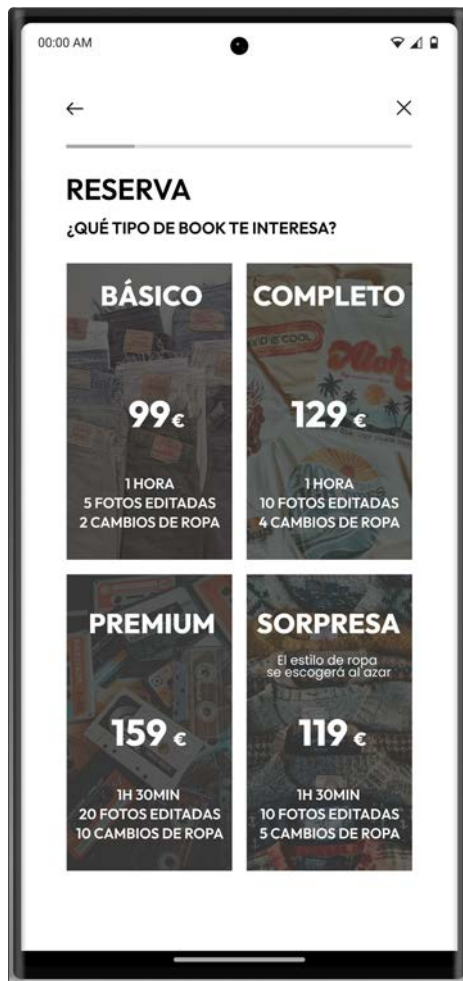 00:00 AM
RESERVA
¿QUÉ TIPO DE BOOK TE INTERESA?
BÁSICO
99 €
1 HORA
5 FOTOS EDITADAS
2 CAMBIOS DE ROPA
COMPLETO
129 €
1 HORA
10 FOTOS EDITADAS
4 CAMBIOS DE ROPA
PREMIUM
159 €
1H 30MIN
20 FOTOS EDITADAS
10 CAMBIOS DE ROPA
SORPRESA
El estilo de ropa
se escogerá al azar
119 €
1H 30MIN
10 FOTOS EDITADAS
5 CAMBIOS DE ROPA